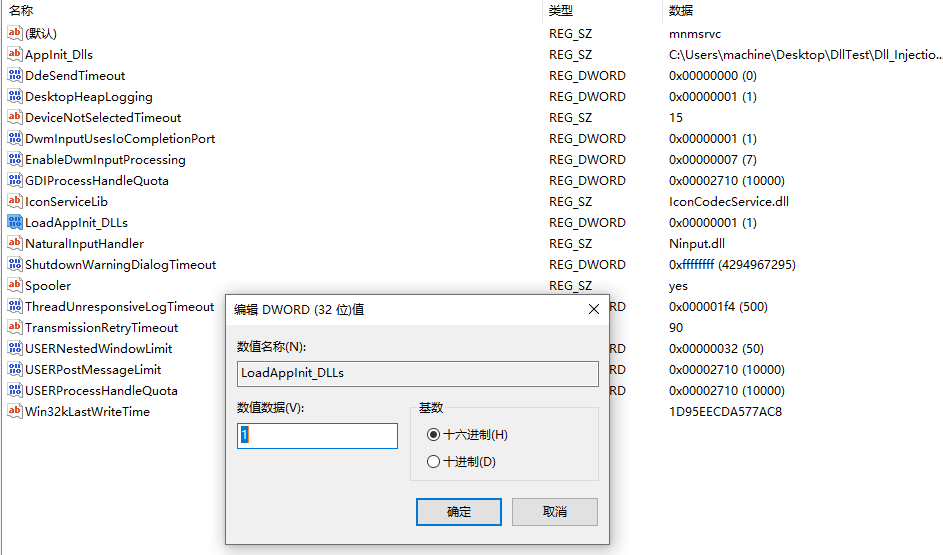 名称 类型 数据
(默认) REG_SZ mnmsrvc
AppInit_Dlls REG_SZ C:\Users\machine\Desktop\DllTest\Dll_Injectio...
DdeSendTimeout REG_DWORD 0x00000000 (0)
DesktopHeapLogging REG_DWORD 0x00000001 (1)
DeviceNotSelectedTimeout REG_SZ 15
DwmInputUsesIoCompletionPort REG_DWORD 0x00000001 (1)
EnableDwmInputProcessing REG_DWORD 0x00000007 (7)
GDIProcessHandleQuota REG_DWORD 0x00002710 (10000)
IconServiceLib REG_SZ IconCodecService.dll
LoadAppInit_DLLs REG_DWORD 0x00000001 (1)
NaturalInputHandler REG_SZ Ninput.dll
ShutdownWarningDialogTimeout REG_DWORD 0xffffffff (4294967295)
Spooler REG_SZ yes
ThreadUnresponsiveLogTimeout RD 0x000001f4 (500)
TransmissionRetryTimeout 90
USERNestedWindowLimit RD 0x00000032 (50)
USERPostMessageLimit RD 0x00002710 (10000)
USERProcessHandleQuota RD 0x00002710 (10000)
Win32kLastWriteTime 1D95EECDA577AC8
编辑 DWORD (32 位)值
数值名称(N):
LoadAppInit_DLLs
数值数据(V): 基数
1 十六进制(H)
十进制(D)
确定 取消